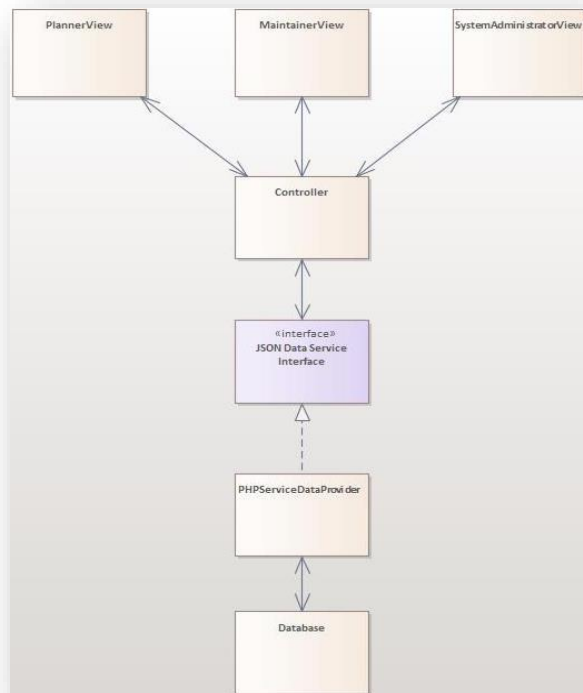 PlannerView
MaintainerView
SystemAdministratorView
Controller
«interface»
JSON Data Service
Interface
PHPServiceDataProvider
Database